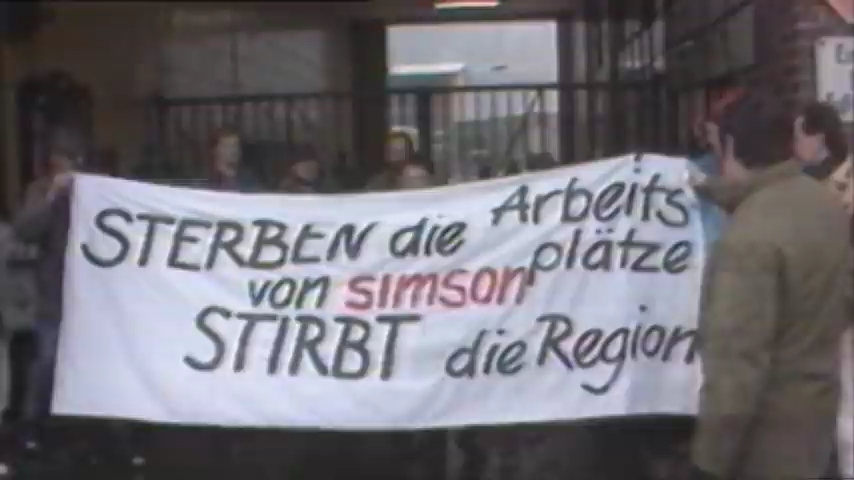 STERBEN die Arbeits
plätze
von simson
STIRBT die Region